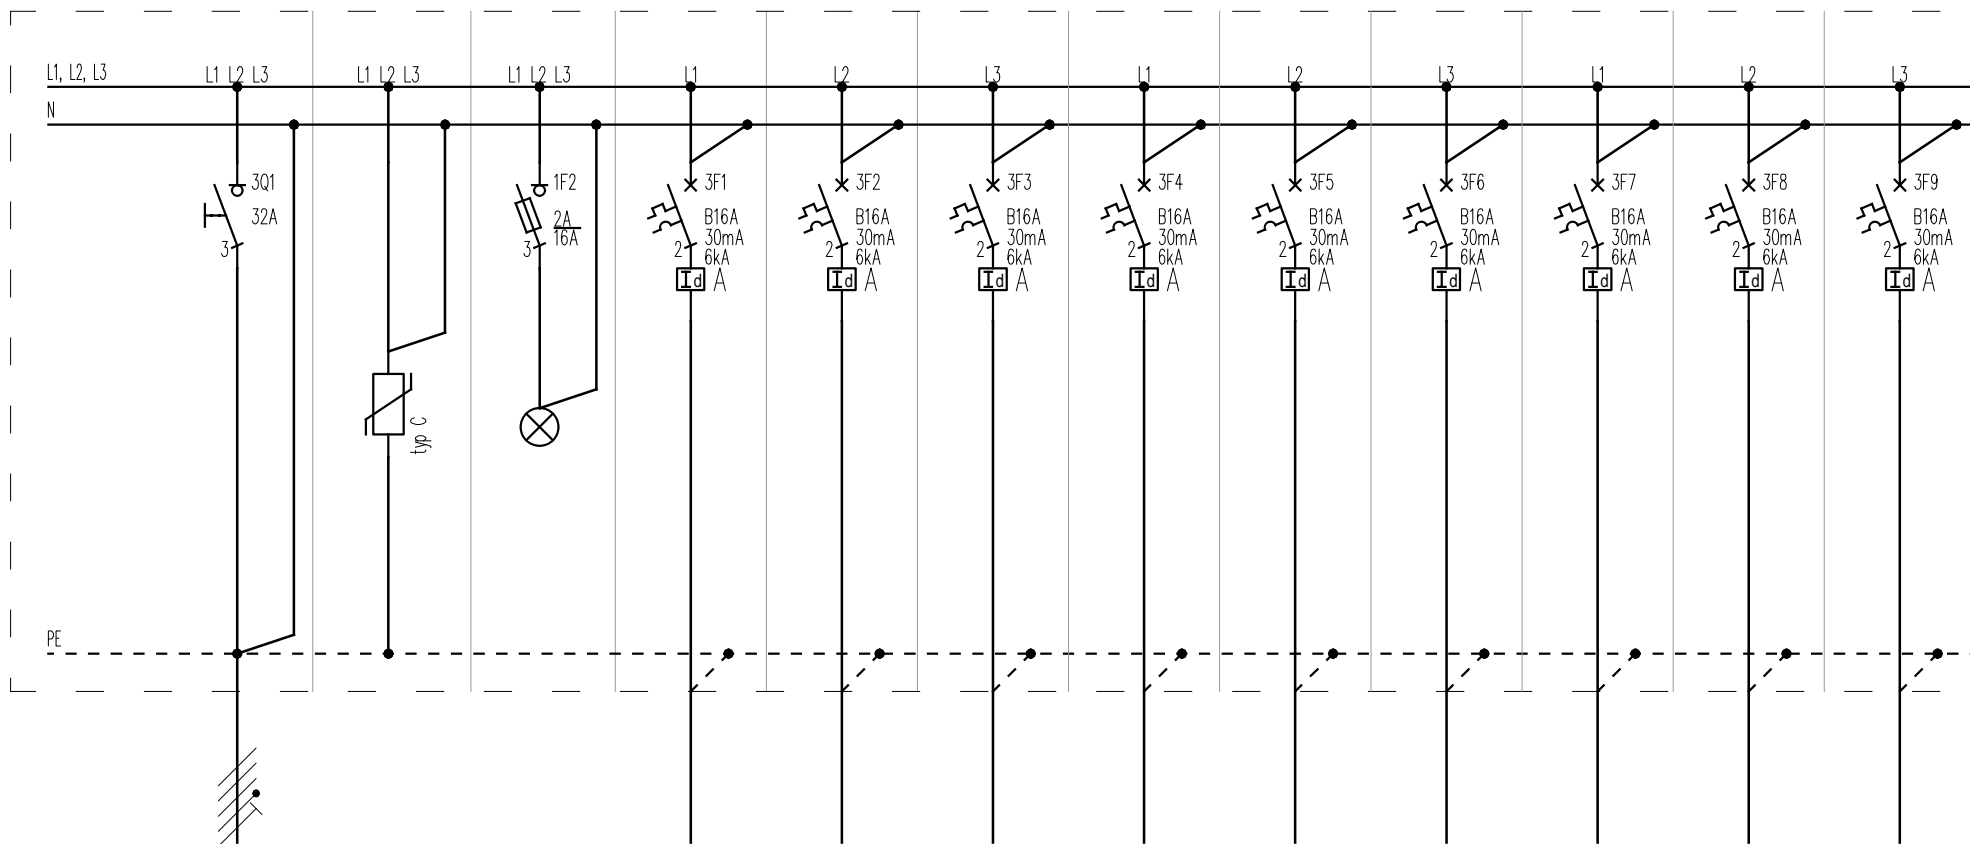 L1, L2, L3
L1 L2 L3
L1 L2 L3
L1 L2 L3
L1
L2
L3
L1
L2
L3
L1
L2
L3
N
3Q1
32A
3
typ C
1F2
2A
16A
3
3F1
B16A
30mA
6kA
2
Id A
3F2
B16A
30mA
6kA
2
Id A
3F3
B16A
30mA
6kA
2
Id A
3F4
B16A
30mA
6kA
2
Id A
3F5
B16A
30mA
6kA
2
Id A
3F6
B16A
30mA
6kA
2
Id A
3F7
B16A
30mA
6kA
2
Id A
3F8
B16A
30mA
6kA
2
Id A
3F9
B16A
30mA
6kA
2
Id A
PE